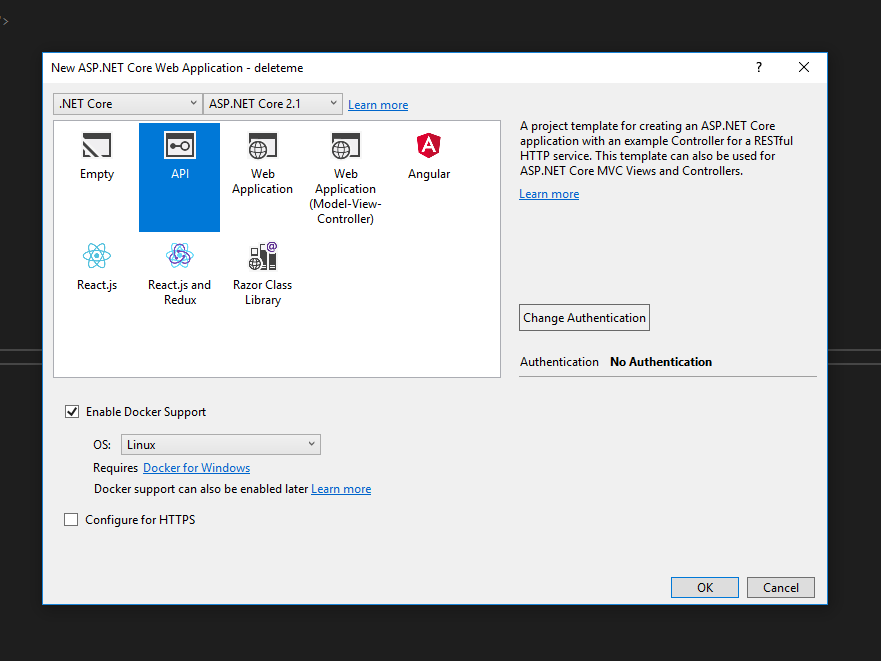 >
New ASP.NET Core Web Application - deleteme
?
.NET Core
ASP.NET Core 2.1
Learn more
Empty
API
Web
Application
Web
Application
(Model-View-
Controller)
Angular
React.js
React.js and
Redux
Razor Class
Library
A project template for creating an ASP.NET Core
application with an example Controller for a RESTful
HTTP service. This template can also be used for
ASP.NET Core MVC Views and Controllers.
Learn more
Change Authentication
Authentication No Authentication
Enable Docker Support
OS: Linux
Requires Docker for Windows
Docker support can also be enabled later Learn more
Configure for HTTPS
OK
Cancel